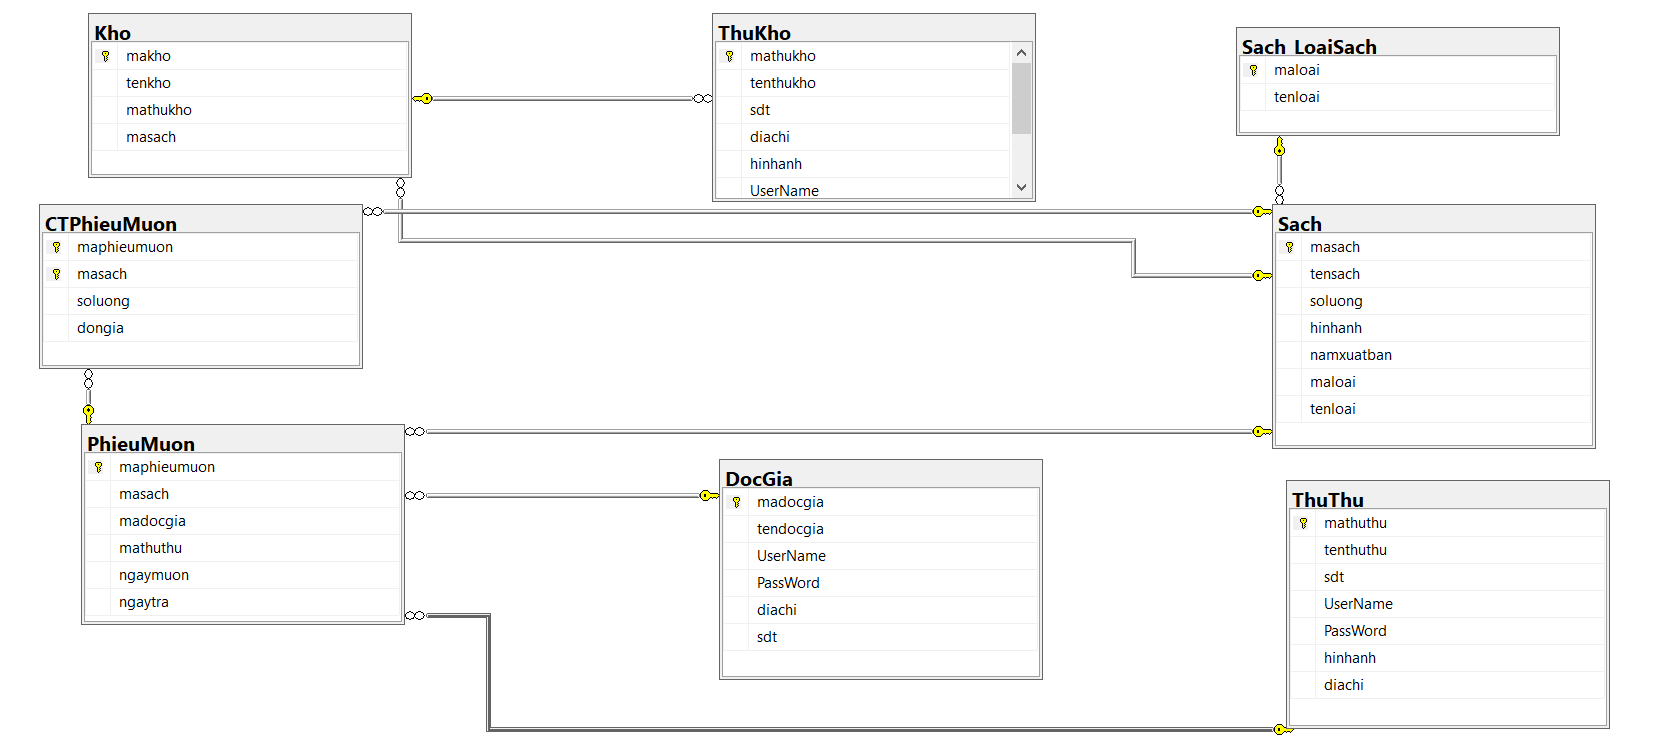 Kho
makho
tenkho
mathukho
masach
ThuKho
mathukho
tenthukho
sdt
diachi
hinhanh
UserName
Sach_LoaiSach
maloai
tenloai
CTPhieuMuon
maphieumuon
masach
soluong
dongia
Sach
masach
tensach
soluong
hinhanh
namxuatban
maloai
tenloai
PhieuMuon
maphieumuon
masach
madocgia
mathuthu
ngaymuon
ngaytra
DocGia
madocgia
tendocgia
UserName
PassWord
diachi
sdt
ThuThu
mathuthu
tenthuthu
sdt
UserName
PassWord
hinhanh
diachi